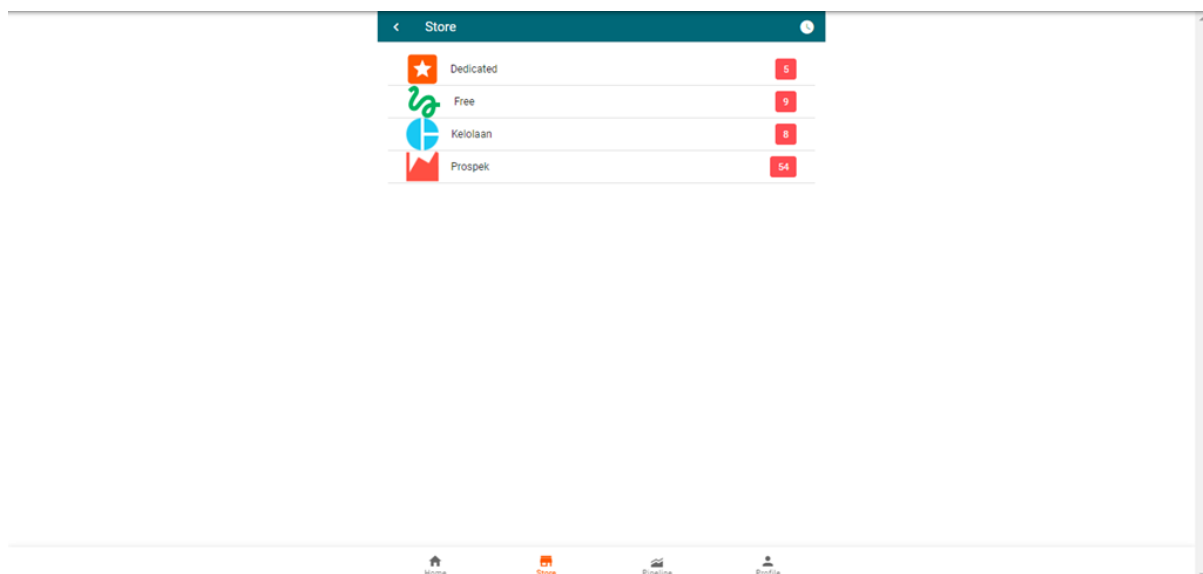 Store
Dedicated 5
Free 9
Kelolaan 8
Prospek 54
Home Store Pipeline Profile